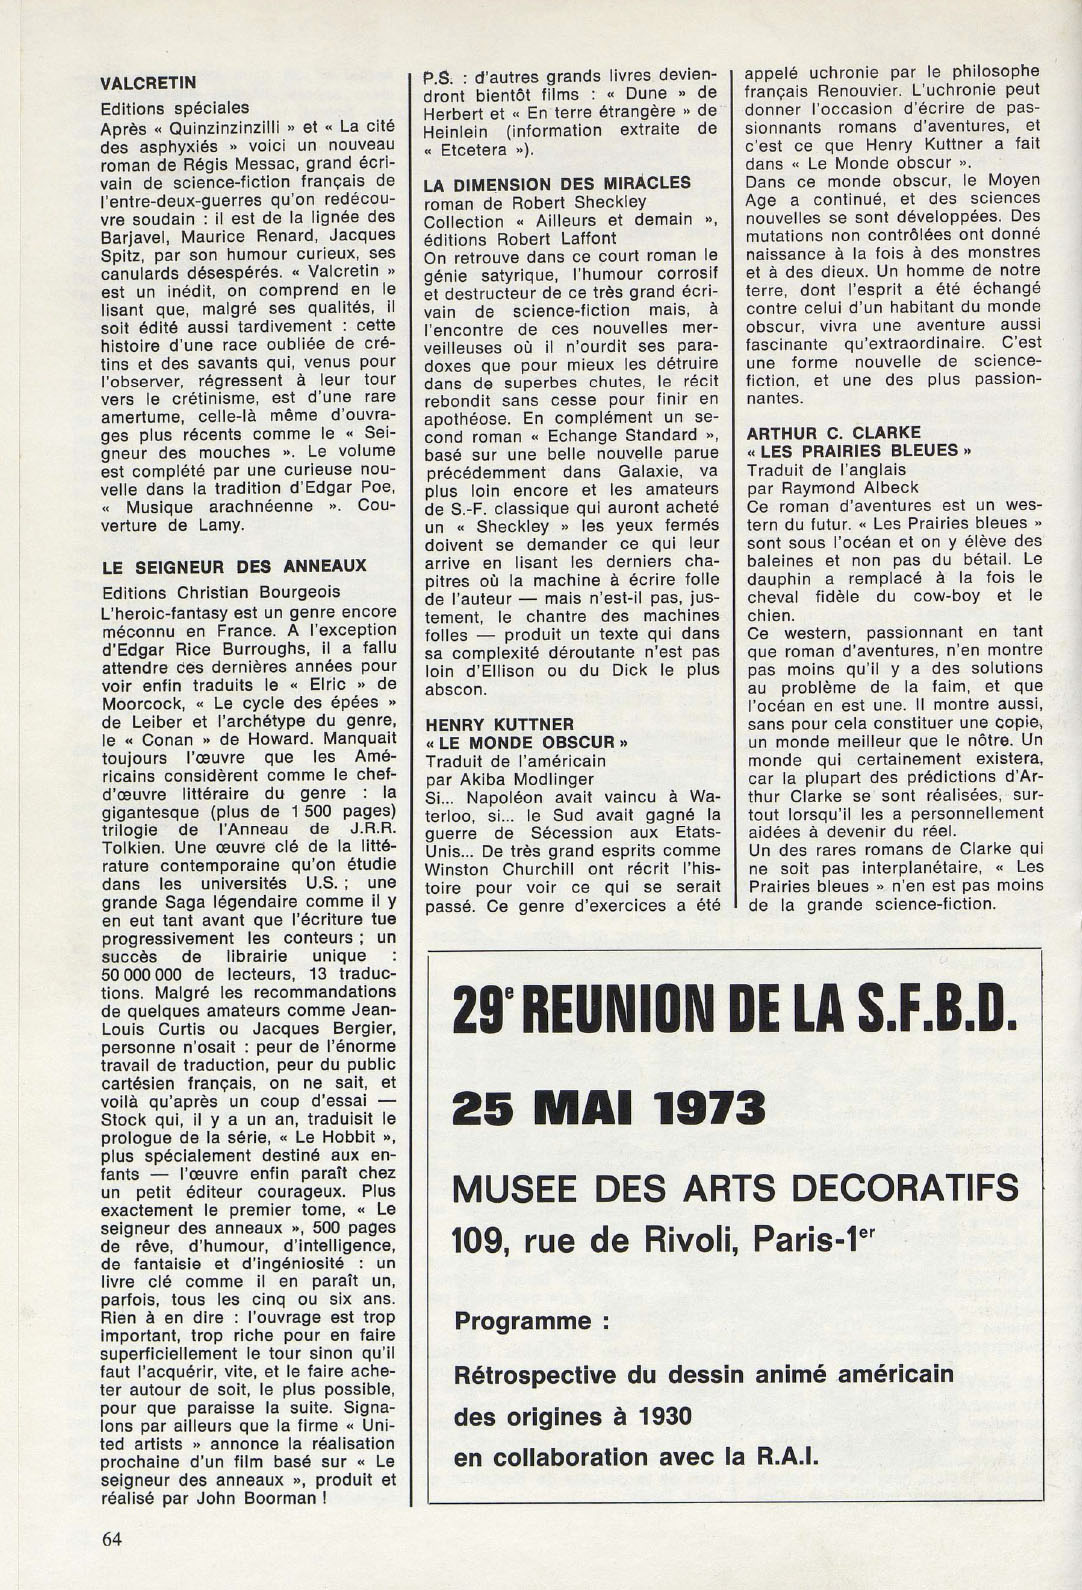 VALCRETIN
Editions spéciales
Après « Quinzinzinzilli » et « La cité
des asphyxiés » voici un nouveau
roman de Régis Messac, grand écri-
vain de science-fiction français de
l'entre-deux-guerres qu'on redécou-
vre soudain : il est de la lignée des
Barjavel, Maurice Renard, Jacques
Spitz, par son humour curieux, ses
canulards désespérés. « Valcretin »
est un inédit, on comprend en le
lisant que, malgré ses qualités, il
soit édité aussi tardivement : cette
histoire d'une race oubliée de cré-
tins et des savants qui, venus pour
l'observer, régressent à leur tour
vers le crétinisme, est d'une rare
amertume, celle-là même d'ouvra-
ges plus récents comme le « Sei-
gneur des mouches ». Le volume
est complété par une curieuse nou-
velle dans la tradition d'Edgar Poe,
« Musique arachnéenne ». Cou-
verture de Lamy.
LE SEIGNEUR DES ANNEAUX
Editions Christian Bourgeois
L'heroic-fantasy est un genre encore
méconnu en France. A l'exception
d'Edgar Rice Burroughs, il a fallu
attendre ces dernières années pour
voir enfin traduits le « Elric » de
Moorcock, « Le cycle des épées »
de Leiber et l'archétype du genre,
le « Conan » de Howard. Manquait
toujours l'œuvre que les Amé-
ricains considèrent comme le chef-
d'œuvre littéraire du genre : la
gigantesque (plus de 1 500 pages)
trilogie de l'Anneau de J.R.R.
Tolkien. Une œuvre clé de la litté-
rature contemporaine qu'on étudie
dans les universités U.S. ; une
grande Saga légendaire comme il y
en eut tant avant que l'écriture tue
progressivement les conteurs ; un
succès de librairie unique :
50 000 000 de lecteurs, 13 traduc-
tions. Malgré les recommandations
de quelques amateurs comme Jean-
Louis Curtis ou Jacques Bergier,
personne n'osait : peur de l'énorme
travail de traduction, peur du public
cartésien français, on ne sait, et
voilà qu'après un coup d'essai —
Stock qui, il y a un an, traduisit le
prologue de la série, « Le Hobbit »,
plus spécialement destiné aux en-
fants — l'œuvre enfin paraît chez
un petit éditeur courageux. Plus
exactement le premier tome, « Le
seigneur des anneaux », 500 pages
de rêve, d'humour, d'intelligence,
de fantaisie et d'ingéniosité : un
livre clé comme il en paraît un,
parfois, tous les cinq ou six ans.
Rien à en dire : l'ouvrage est trop
important, trop riche pour en faire
superficiellement le tour sinon qu'il
faut l'acquérir, vite, et le faire ache-
ter autour de soit, le plus possible,
pour que paraisse la suite. Signa-
lons par ailleurs que la firme « Uni-
ted artists » annonce la réalisation
prochaine d'un film basé sur « Le
seigneur des anneaux », produit et
réalisé par John Boorman !
P.S. : d'autres grands livres devien-
dront bientôt films : « Dune » de
Herbert et « En terre étrangère » de
Heinlein (information extraite de
« Etcetera »).
LA DIMENSION DES MIRACLES
roman de Robert Sheckley
Collection « Ailleurs et demain »,
éditions Robert Laffont
On retrouve dans ce court roman le
génie satyrique, l'humour corrosif
et destructeur de ce très grand écri-
vain de science-fiction mais, à
l'encontre de ces nouvelles mer-
veilleuses où il n'ourdit ses para-
doxes que pour mieux les détruire
dans de superbes chutes, le récit
rebondit sans cesse pour finir en
apothéose. En complément un se-
cond roman « Echange Standard »,
basé sur une belle nouvelle parue
précédemment dans Galaxie, va
plus loin encore et les amateurs
de S.-F. classique qui auront acheté
un « Sheckley » les yeux fermés
doivent se demander ce qui leur
arrive en lisant les derniers cha-
pitres où la machine à écrire folle
de l'auteur — mais n'est-il pas, jus-
tement, le chantre des machines
folles — produit un texte qui dans
sa complexité déroutante n'est pas
loin d'Ellison ou du Dick le plus
abscon.
HENRY KUTTNER
« LE MONDE OBSCUR »
Traduit de l'américain
par Akiba Modlinger
Si... Napoléon avait vaincu à Wa-
terloo, si... le Sud avait gagné la
guerre de Sécession aux Etats-
Unis... De très grand esprits comme
Winston Churchill ont récrit l'his-
toire pour voir ce qui se serait
passé. Ce genre d'exercices a été
appelé uchronie par le philosophe
français Renouvier. L'uchronie peut
donner l'occasion d'écrire de pas-
sionnants romans d'aventures, et
c'est ce que Henry Kuttner a fait
dans « Le Monde obscur ».
Dans ce monde obscur, le Moyen
Age a continué, et des sciences
nouvelles se sont développées. Des
mutations non contrôlées ont donné
naissance à la fois à des monstres
et à des dieux. Un homme de notre
terre, dont l'esprit a été échangé
contre celui d'un habitant du monde
obscur, vivra une aventure aussi
fascinante qu'extraordinaire. C'est
une forme nouvelle de science-
fiction, et une des plus passion-
nantes.
ARTHUR C. CLARKE
« LES PRAIRIES BLEUES »
Traduit de l'anglais
par Raymond Albeck
Ce roman d'aventures est un wes-
tern du futur. « Les Prairies bleues »
sont sous l'océan et on y élève des
baleines et non pas du bétail. Le
dauphin a remplacé à la fois le
cheval fidèle du cow-boy et le
chien.
Ce western, passionnant en tant
que roman d'aventures, n'en montre
pas moins qu'il y a des solutions
au problème de la faim, et que
l'océan en est une. Il montre aussi,
sans pour cela constituer une copie,
un monde meilleur que le nôtre. Un
monde qui certainement existera,
car la plupart des prédictions d'Ar-
thur Clarke se sont réalisées, sur-
tout lorsqu'il les a personnellement
aidées à devenir du réel.
Un des rares romans de Clarke qui
ne soit pas interplanétaire, « Les
Prairies bleues » n'en est pas moins
de la grande science-fiction.
29e REUNION DE LA S.F.B.D.
25 MAI 1973
MUSEE DES ARTS DECORATIFS
109, rue de Rivoli, Paris-1er
Programme :
Rétrospective du dessin animé américain
des origines à 1930
en collaboration avec la R.A.I.
64